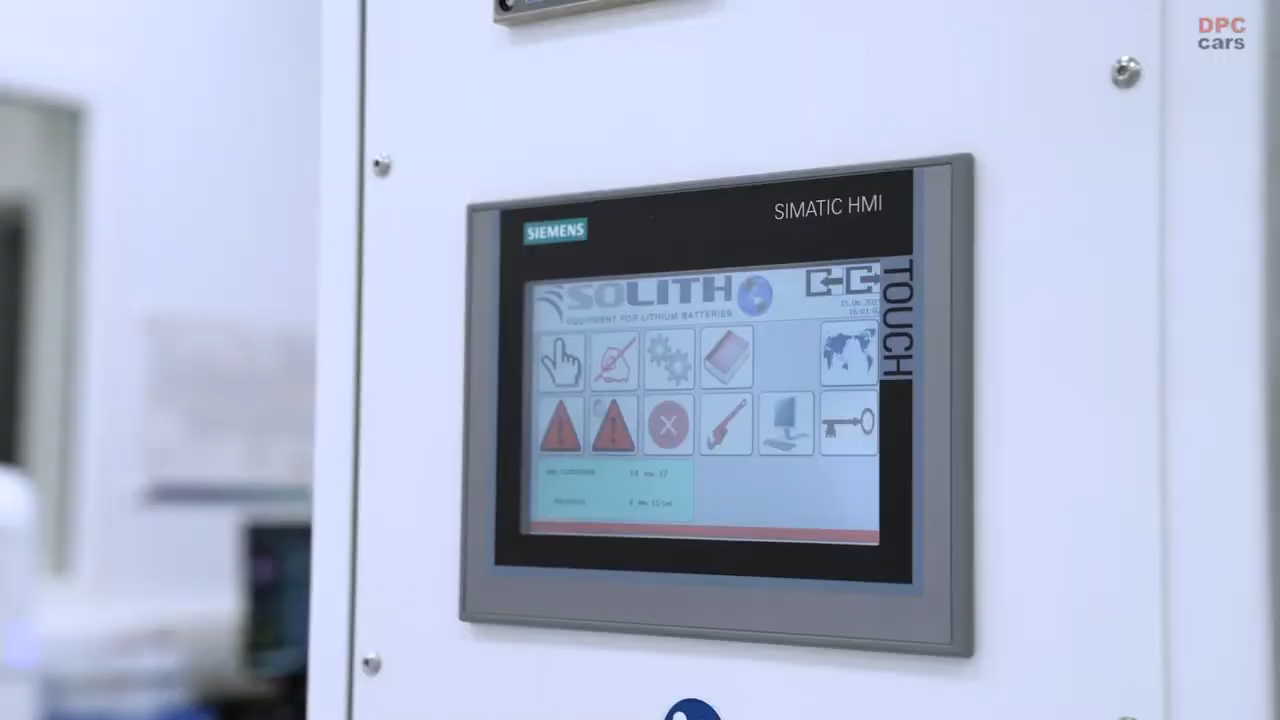 DPC
cars
SIEMENS
SIMATIC HMI
TOUCH
SOLITH
EQUIPMENT FOR LITHIUM BATTERIES